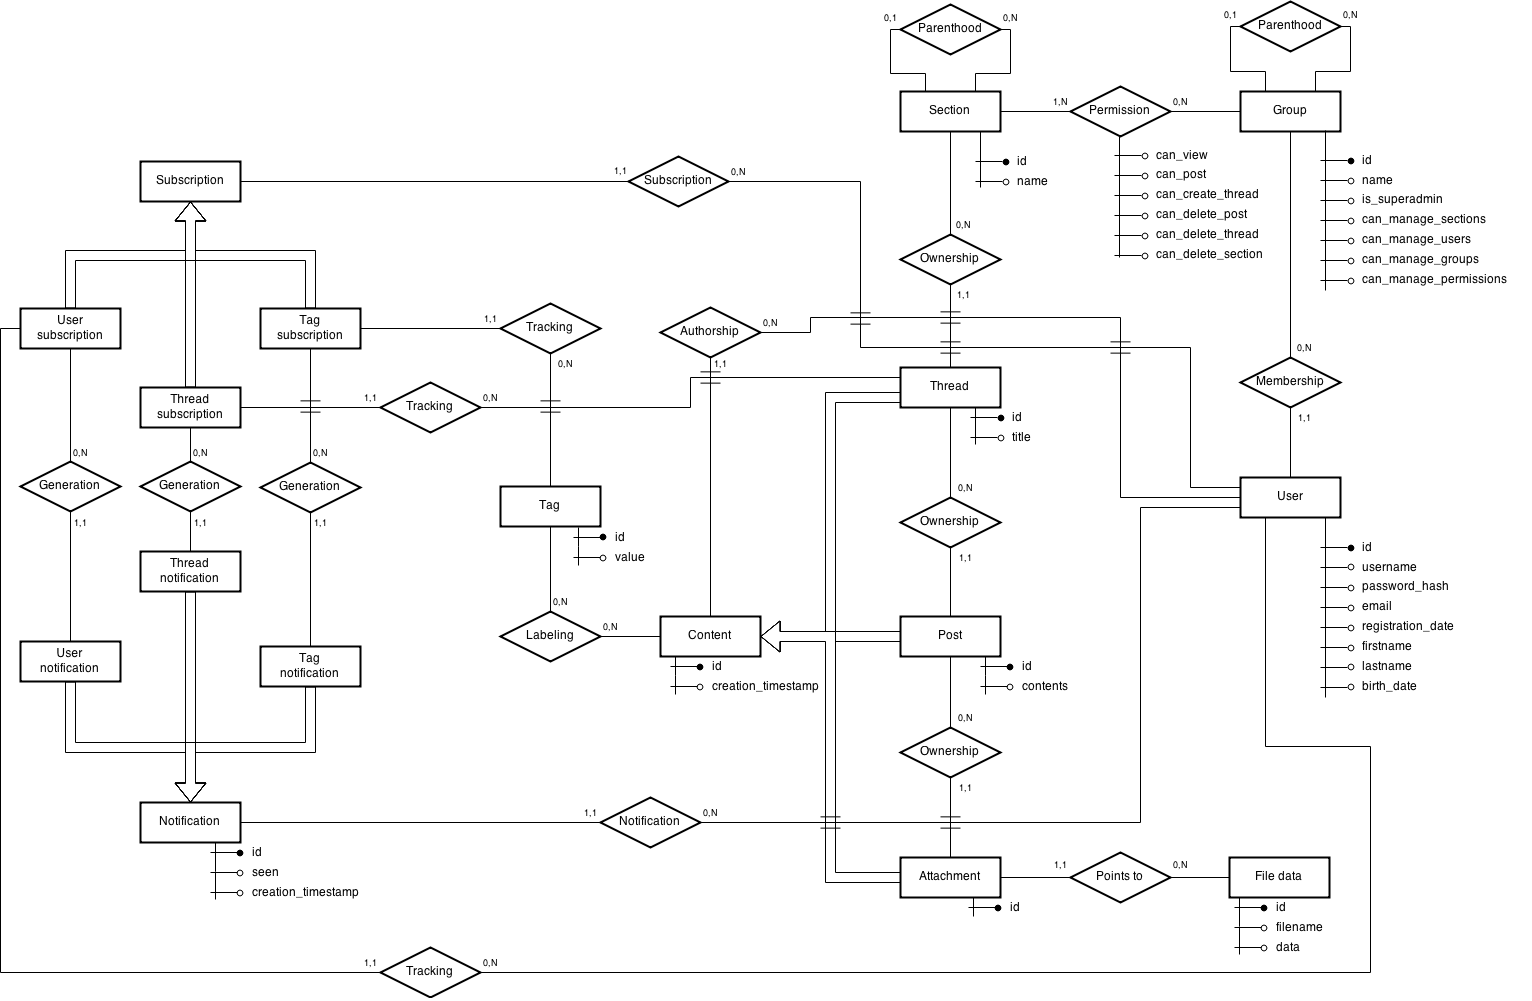 0,1
Parenthood
0,N
0,1
Parenthood
0,N
Section
1,N
Permission
0,N
Group
id
name
can_view
can_post
can_create_thread
can_delete_post
can_delete_thread
can_delete_section
id
name
is_superadmin
can_manage_sections
can_manage_users
can_manage_groups
can_manage_permissions
Subscription
1,1
Subscription
0,N
0,N
Ownership
1,1
User
subscription
Tag
subscription
1,1
Tracking
0,N
Authorship
0,N
1,1
0,N
Membership
1,1
Thread
subscription
1,1
Tracking
0,N
Thread
id
title
0,N
Generation
1,1
0,N
Generation
1,1
0,N
Generation
1,1
Tag
id
value
0,N
Ownership
1,1
User
id
username
password_hash
email
registration_date
firstname
lastname
birth_date
Thread
notification
User
notification
Tag
notification
0,N
Labeling
0,N
Content
id
creation_timestamp
Post
id
contents
0,N
Ownership
1,1
Notification
id
seen
creation_timestamp
1,1
Notification
0,N
Attachment
id
1,1
Points to
0,N
File data
id
filename
data
1,1
Tracking
0,N